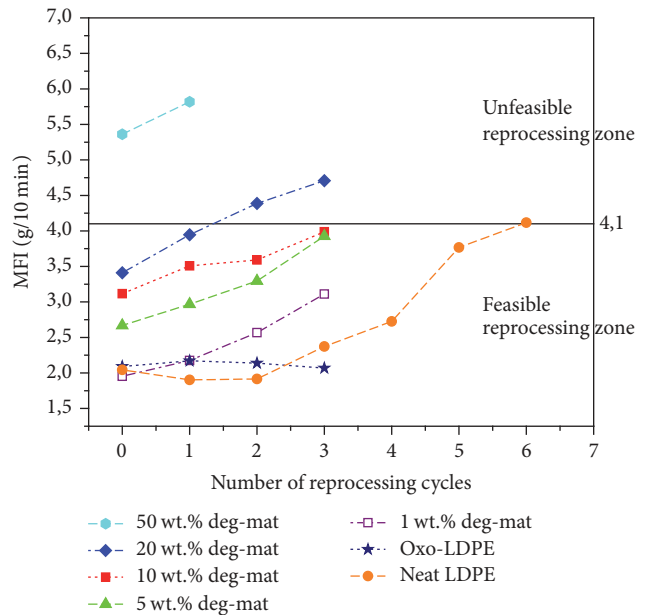 7,0
6,5
6,0
5,5
5,0
4,5
4,0
3,5
3,0
2,5
2,0
1,5
MFI (g/10 min)
Unfeasible
reprocessing zone
4,1
Feasible
reprocessing zone
0 1 2 3 4 5 6 7
Number of reprocessing cycles
50 wt.% deg-mat
20 wt.% deg-mat
10 wt.% deg-mat
5 wt.% deg-mat
1 wt.% deg-mat
Oxo-LDPE
Neat LDPE